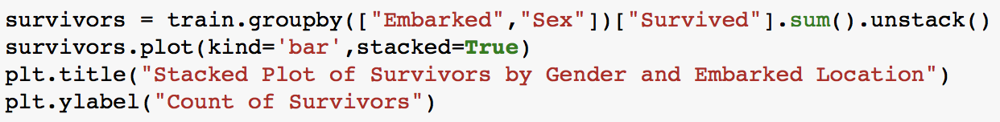 survivors = train.groupby(["Embarked","Sex"])["Survived"].sum().unstack()
survivors.plot(kind='bar',stacked=True)
plt.title("Stacked Plot of Survivors by Gender and Embarked Location")
plt.ylabel("Count of Survivors")